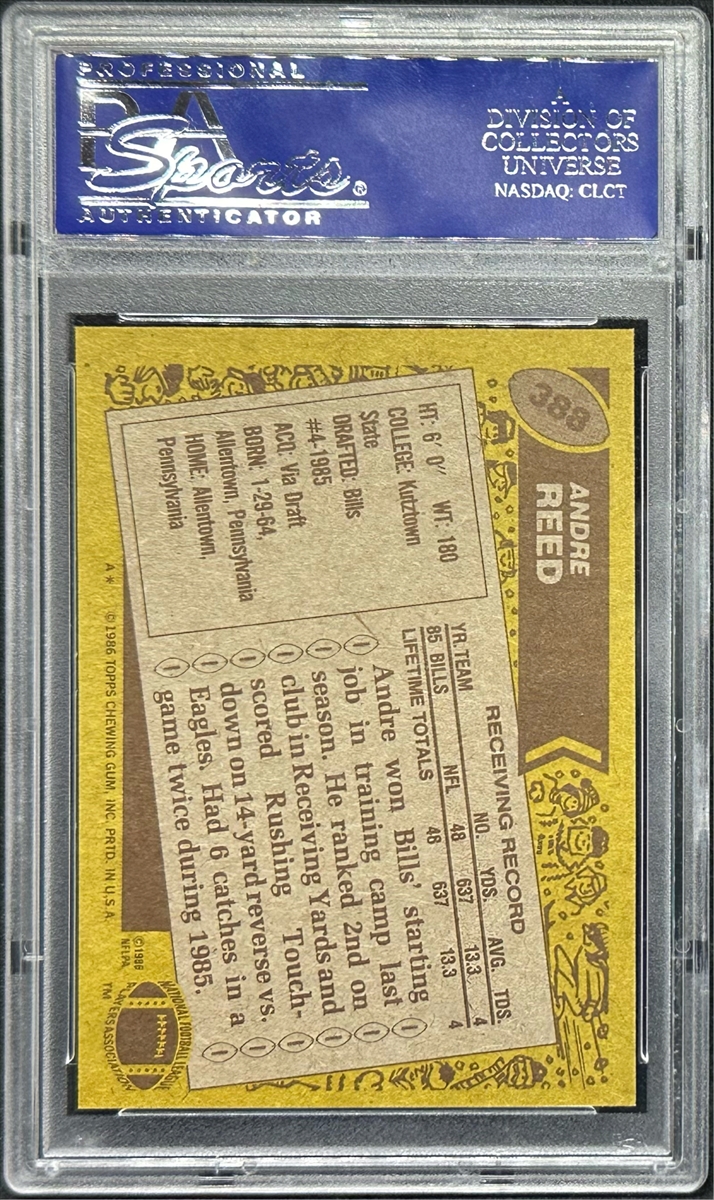 PROFESSIONAL
PSA
Sports®
AUTHENTICATOR
A
DIVISION OF
COLLECTORS
UNIVERSE
NASDAQ: CLCT
388
ANDRE
REED
HT: 6' 0" WT: 180
COLLEGE: Kutztown
State
DRAFTED: Bills
#4-1985
ACQ: Via Draft
BORN: 1-29-64,
Allentown, Pennsylvania
HOME: Allentown,
Pennsylvania
RECEIVING RECORD
YR. TEAM NO. YDS. AVG. TDS.
85 BILLS NFL 48 637 13.3 4
LIFETIME TOTALS 48 637 13.3 4
Andre won Bills' starting
job in training camp last
season. He ranked 2nd on
club in Receiving Yards and
scored Rushing Touch-
down on 14-yard reverse vs.
Eagles. Had 6 catches in a
game twice during 1985.
A* ©1986 TOPPS CHEWING GUM, INC. PRTD. IN U.S.A.
©1986
NFLPA
NATIONAL FOOTBALL LEAGUE
PLAYERS ASSOCIATION
TM